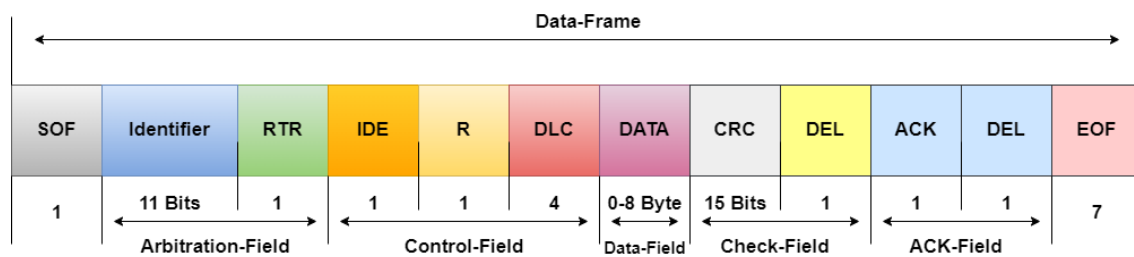 Data-Frame
SOF Identifier RTR IDE R DLC DATA CRC DEL ACK DEL EOF
1 11 Bits 1 1 1 4 0-8 Byte 15 Bits 1 1 1 7
Arbitration-Field Control-Field Data-Field Check-Field ACK-Field